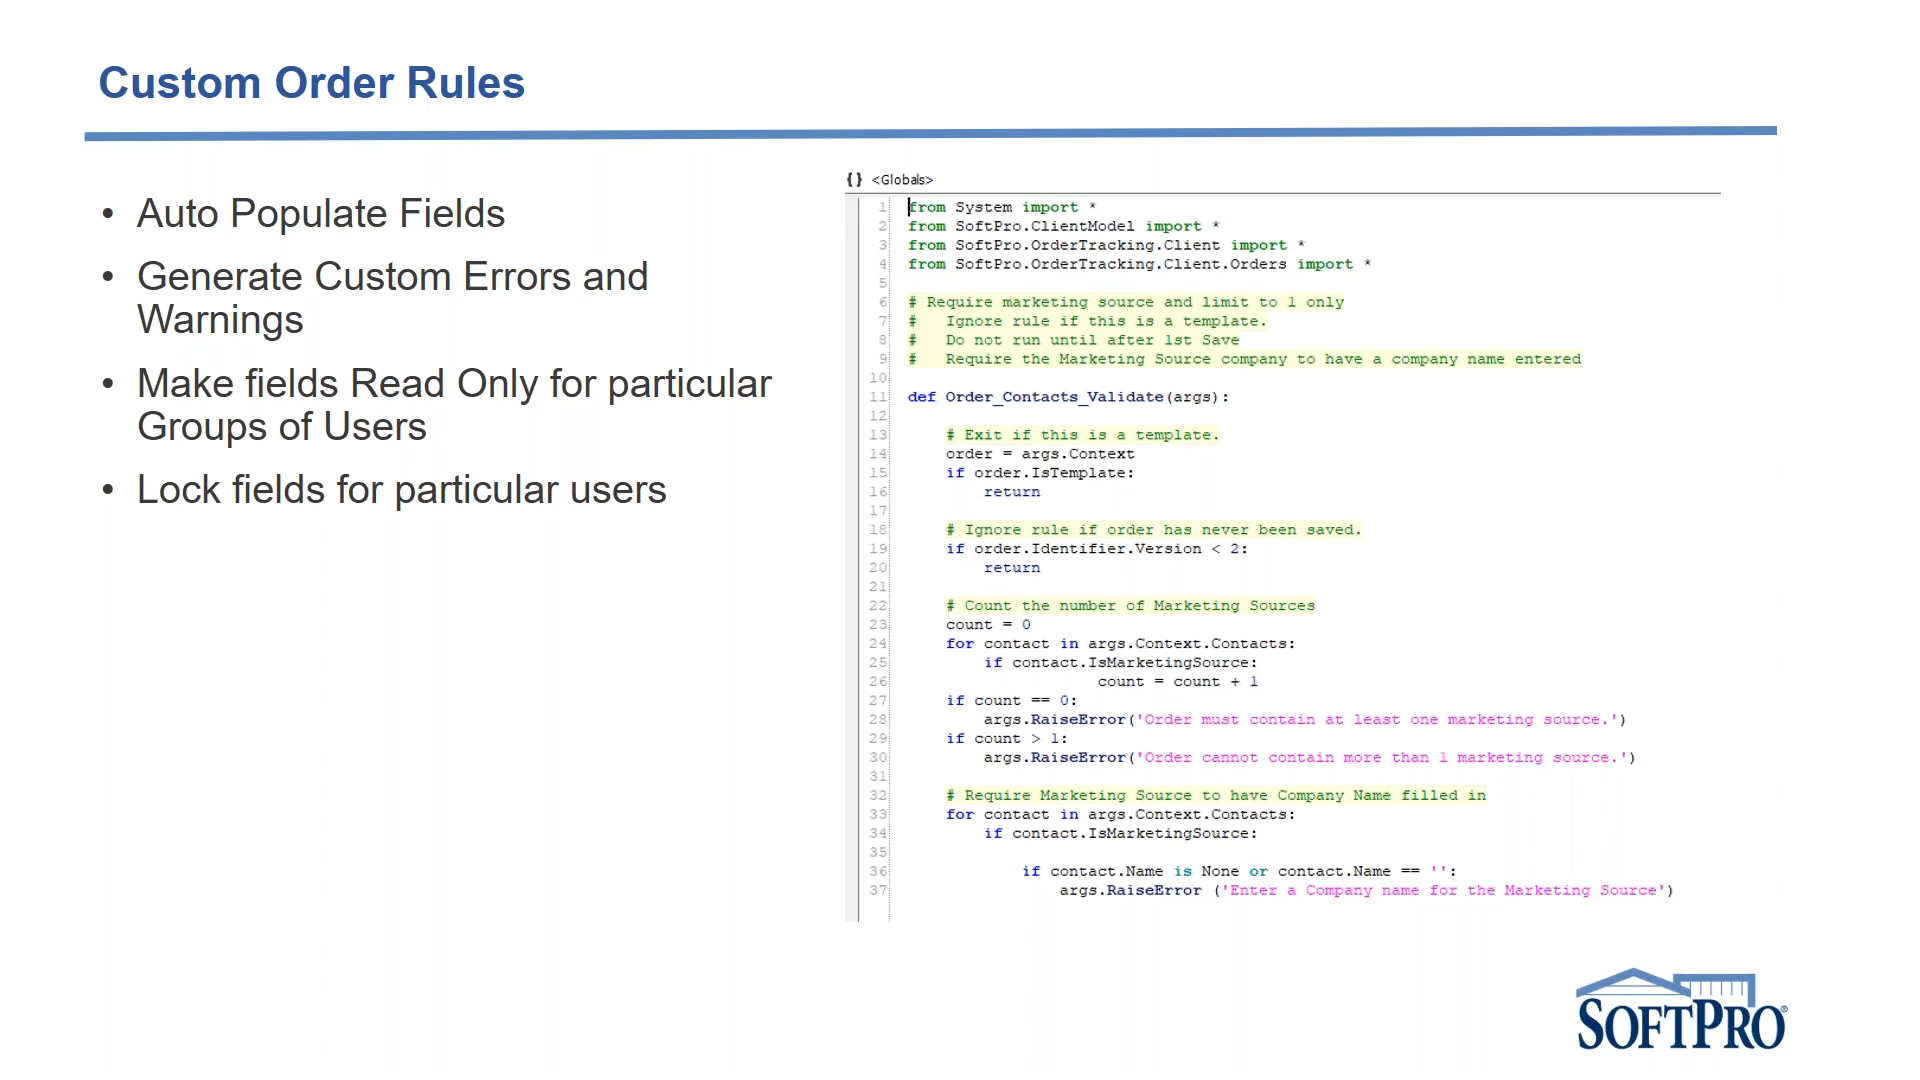 Custom Order Rules
• Auto Populate Fields
• Generate Custom Errors and
Warnings
• Make fields Read Only for particular
Groups of Users
• Lock fields for particular users
{} <Globals>
1 from System import *
2 from SoftPro.ClientModel import *
3 from SoftPro.OrderTracking.Client import *
4 from SoftPro.OrderTracking.Client.Orders import *
5
6 # Require marketing source and limit to 1 only
7 #   Ignore rule if this is a template.
8 #   Do not run until after 1st Save
9 #   Require the Marketing Source company to have a company name entered
10
11 def Order_Contacts_Validate(args):
12
13     # Exit if this is a template.
14     order = args.Context
15     if order.IsTemplate:
16         return
17
18     # Ignore rule if order has never been saved.
19     if order.Identifier.Version < 2:
20         return
21
22     # Count the number of Marketing Sources
23     count = 0
24     for contact in args.Context.Contacts:
25         if contact.IsMarketingSource:
26                     count = count + 1
27     if count == 0:
28         args.RaiseError('Order must contain at least one marketing source.')
29     if count > 1:
30         args.RaiseError('Order cannot contain more than 1 marketing source.')
31
32     # Require Marketing Source to have Company Name filled in
33     for contact in args.Context.Contacts:
34         if contact.IsMarketingSource:
35
36             if contact.Name is None or contact.Name == '':
37                 args.RaiseError ('Enter a Company name for the Marketing Source')
SOFTPRO®